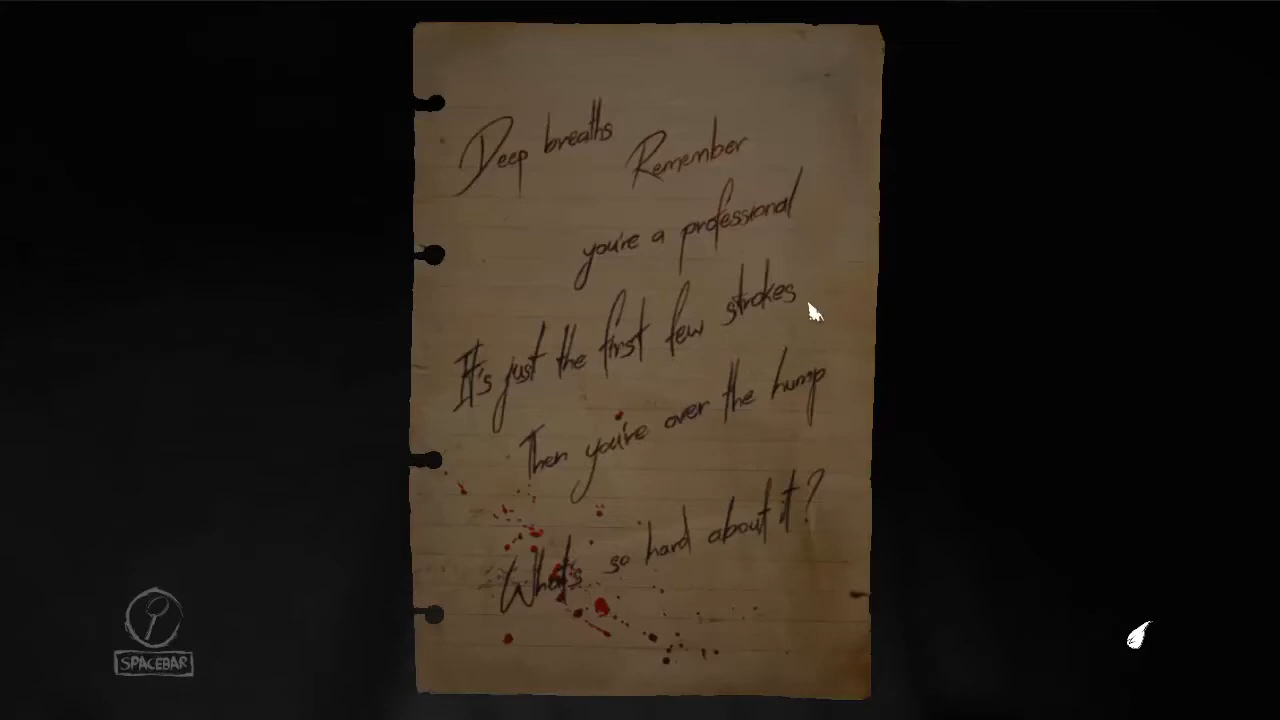 Deep breaths
Remember
you're a professional
It's just the first few strokes
Then you're over the hump
What's so hard about it?
SPACEBAR